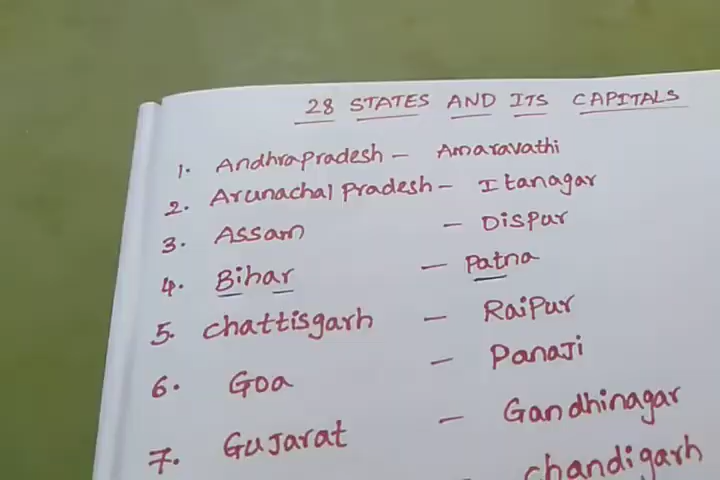 28 STATES AND ITS CAPITALS
1. Andhrapradesh - Amaravathi
2. Arunachal Pradesh - Itanagar
3. Assam - Dispur
4. Bihar - Patna
5. Chattisgarh - Raipur
6. Goa - Panaji
7. Gujarat - Gandhinagar
- chandigarh